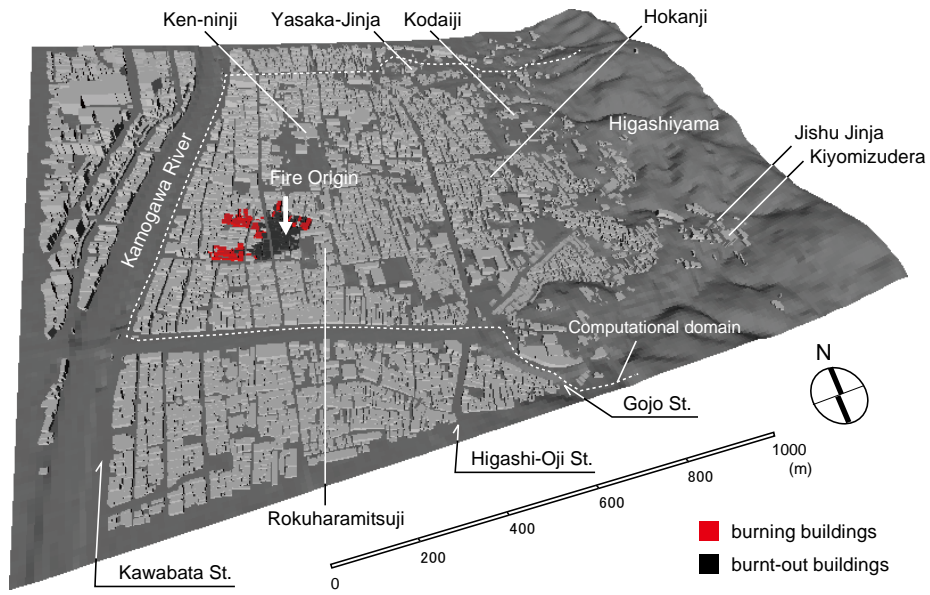 Ken-ninji
Yasaka-Jinja
Kodaiji
Hokanji
Higashiyama
Jishu Jinja
Kiyomizudera
Fire Origin
Kamogawa River
Computational domain
N
Gojo St.
Higashi-Oji St.
Rokuharamitsuji
Kawabata St.
0
200
400
600
800
1000
(m)
burning buildings
burnt-out buildings